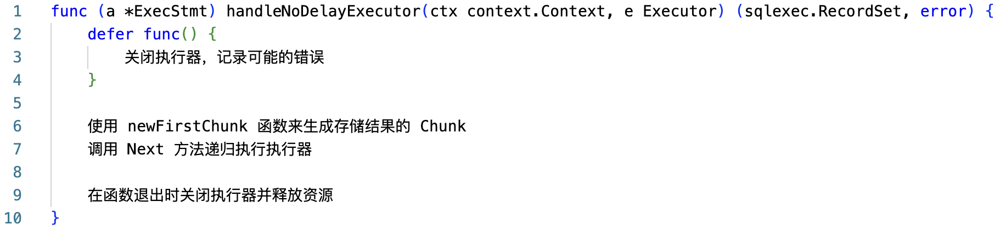 1 func (a *ExecStmt) handleNoDelayExecutor(ctx context.Context, e Executor) (sqlexec.RecordSet, error) {
2 defer func() {
3 关闭执行器，记录可能的错误
4 }
5
6 使用 newFirstChunk 函数来生成存储结果的 Chunk
7 调用 Next 方法递归执行执行器
8
9 在函数退出时关闭执行器并释放资源
10 }